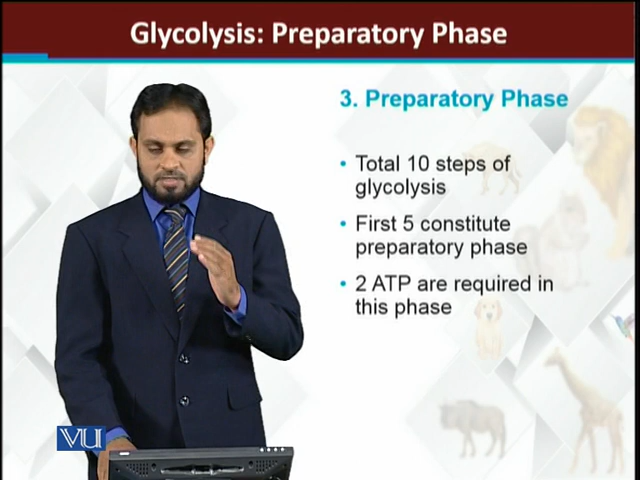 Glycolysis: Preparatory Phase
3. Preparatory Phase
• Total 10 steps of
glycolysis
• First 5 constitute
preparatory phase
• 2 ATP are required in
this phase
VU